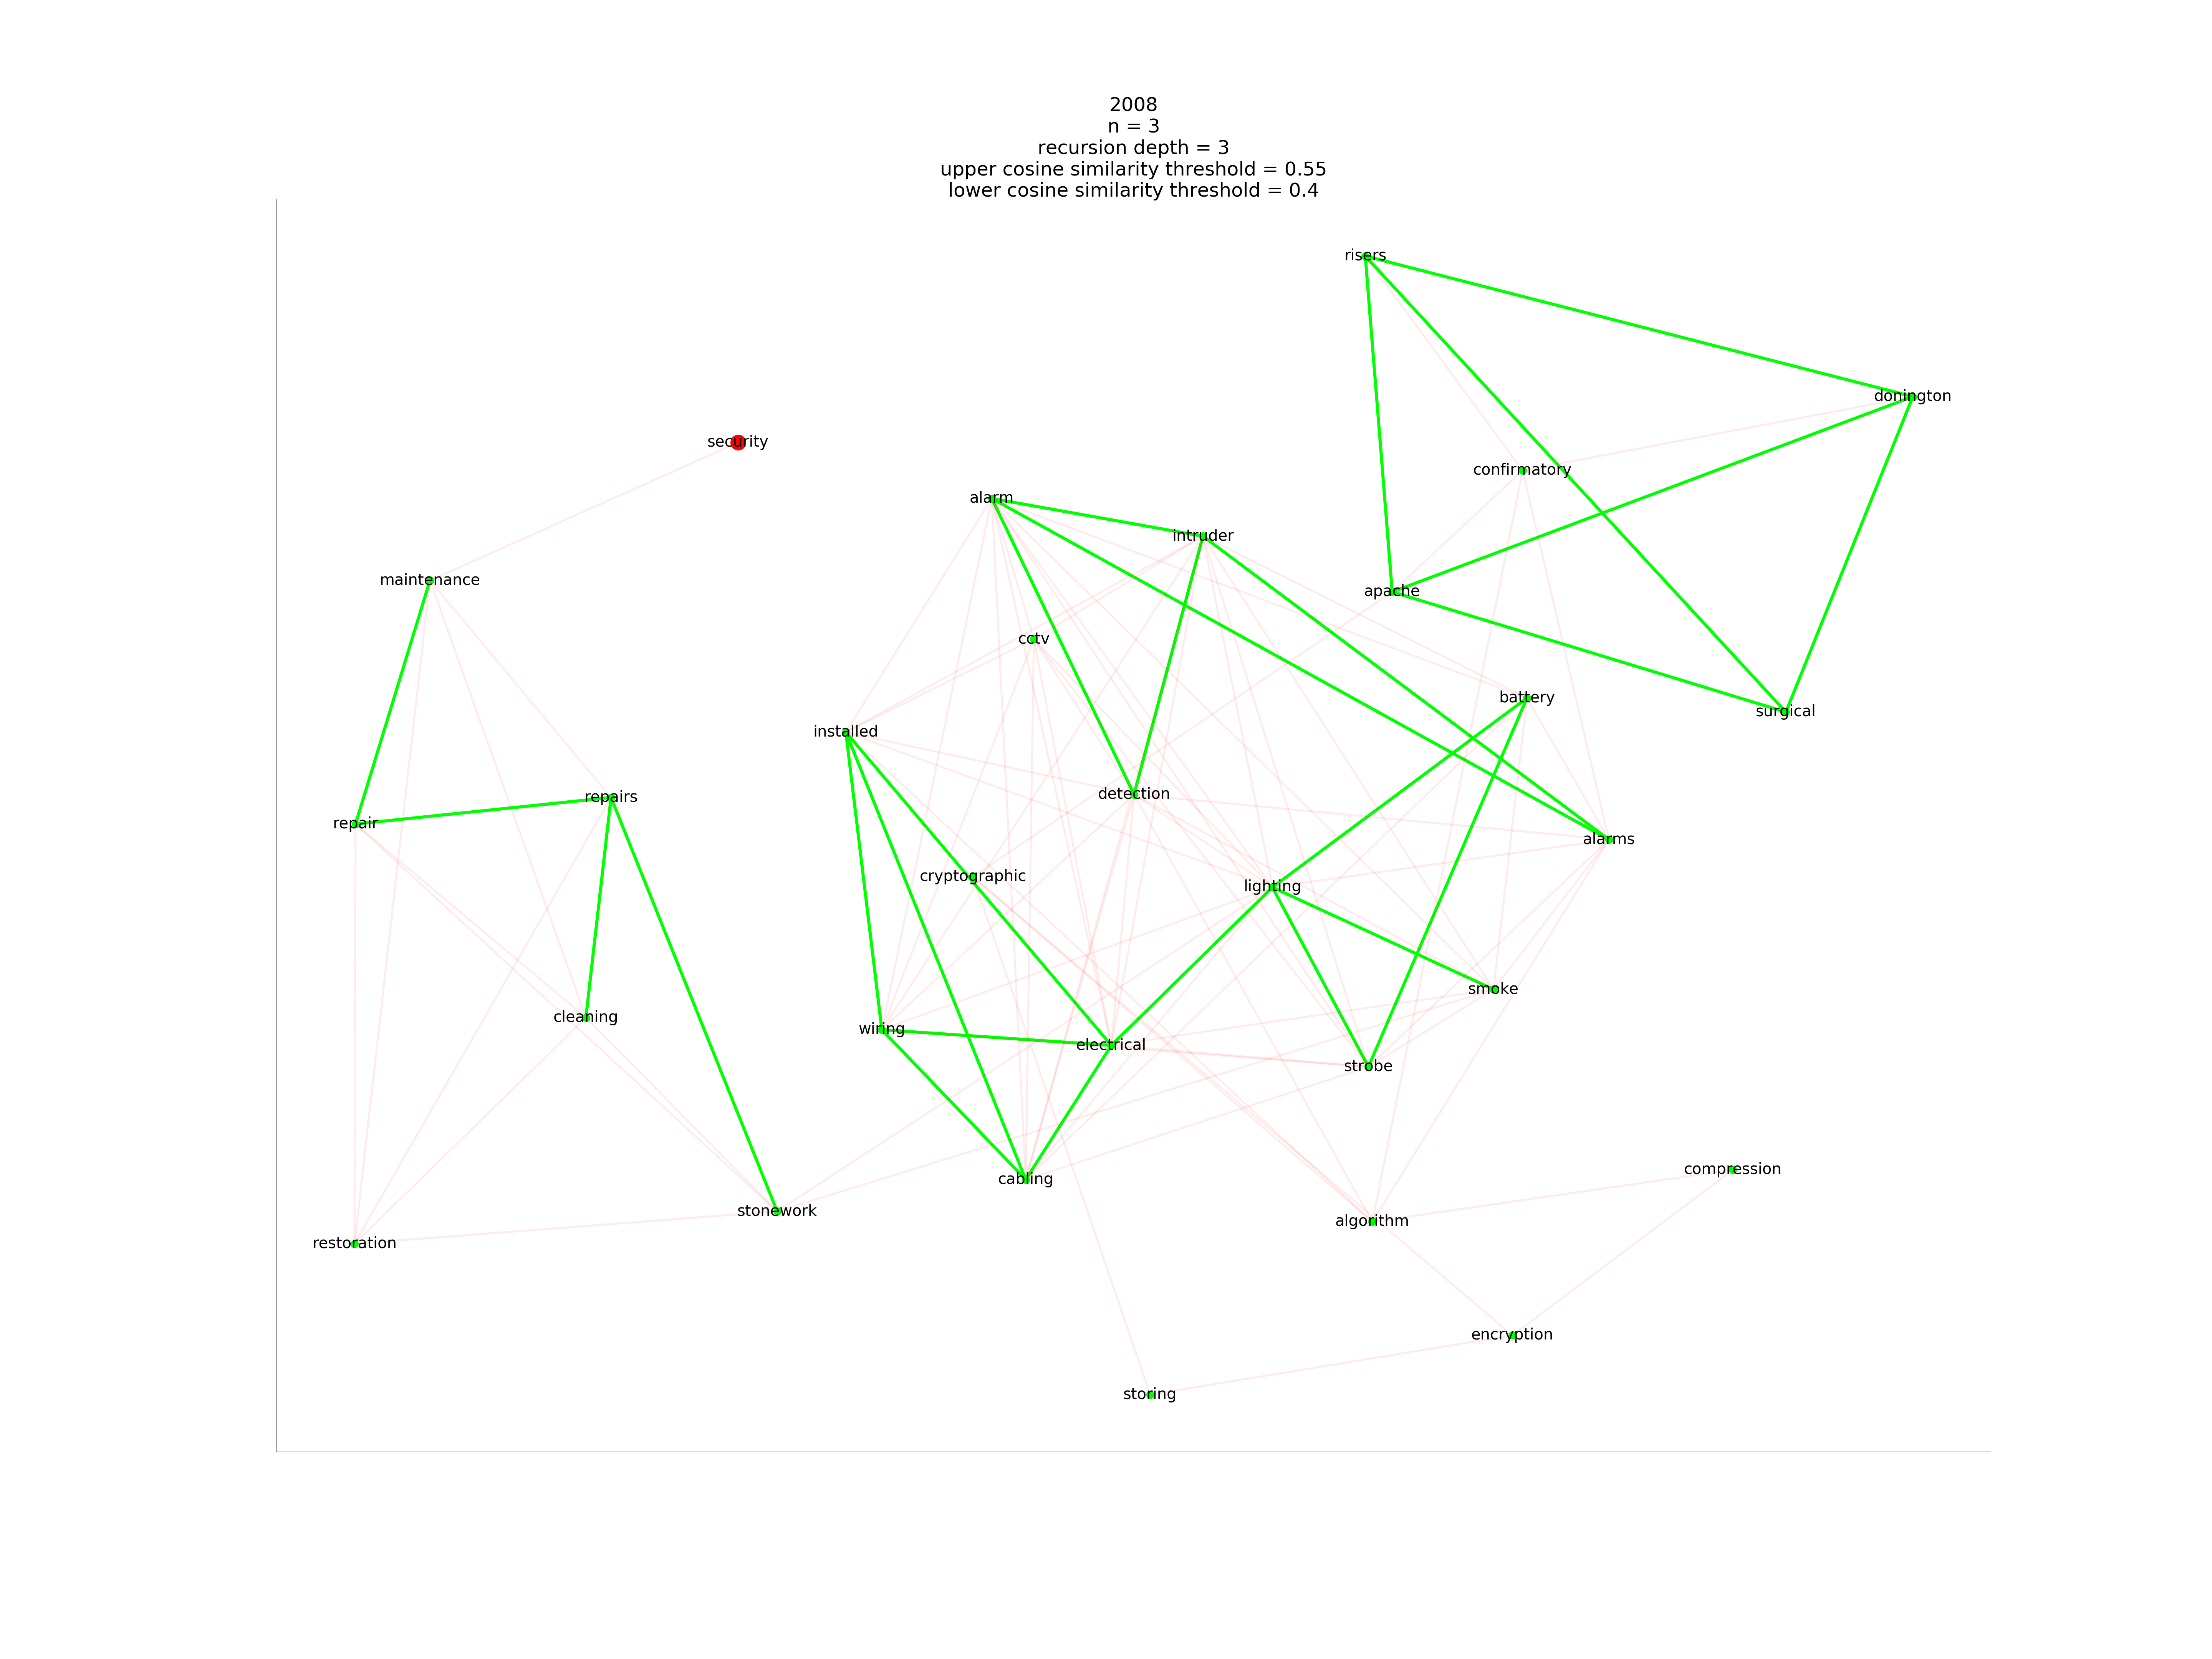 2008
n = 3
recursion depth = 3
upper cosine similarity threshold = 0.55
lower cosine similarity threshold = 0.4
risers
donington
security
confirmatory
alarm
intruder
maintenance
apache
cctv
battery
surgical
installed
detection
repairs
repair
alarms
cryptographic
lighting
smoke
cleaning
wiring
electrical
strobe
compression
cabling
stonework
algorithm
restoration
encryption
storing